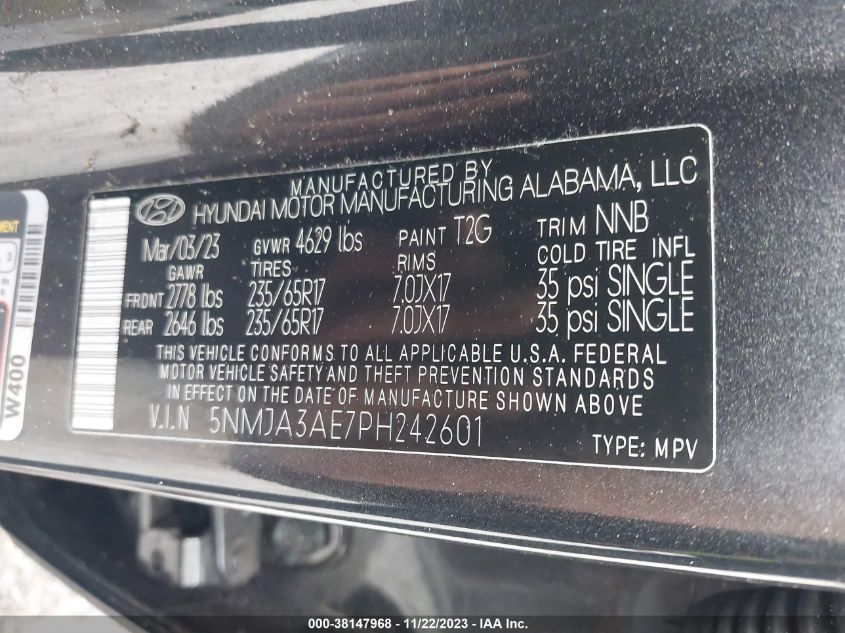 MANUFACTURED BY
HYUNDAI MOTOR MANUFACTURING ALABAMA, LLC
Mar/03/23 GVWR 4629 lbs PAINT T2G TRIM NNB
GAWR TIRES RIMS COLD TIRE INFL
FRONT 2778 lbs 235/65R17 7.0JX17 35 psi SINGLE
REAR 2646 lbs 235/65R17 7.0JX17 35 psi SINGLE
THIS VEHICLE CONFORMS TO ALL APPLICABLE U.S.A. FEDERAL
MOTOR VEHICLE SAFETY AND THEFT PREVENTION STANDARDS
IN EFFECT ON THE DATE OF MANUFACTURE SHOWN ABOVE.
V.I.N 5NMJA3AE7PH242601
TYPE: MPV
W400
000-38147968 - 11/22/2023 - IAAI.com